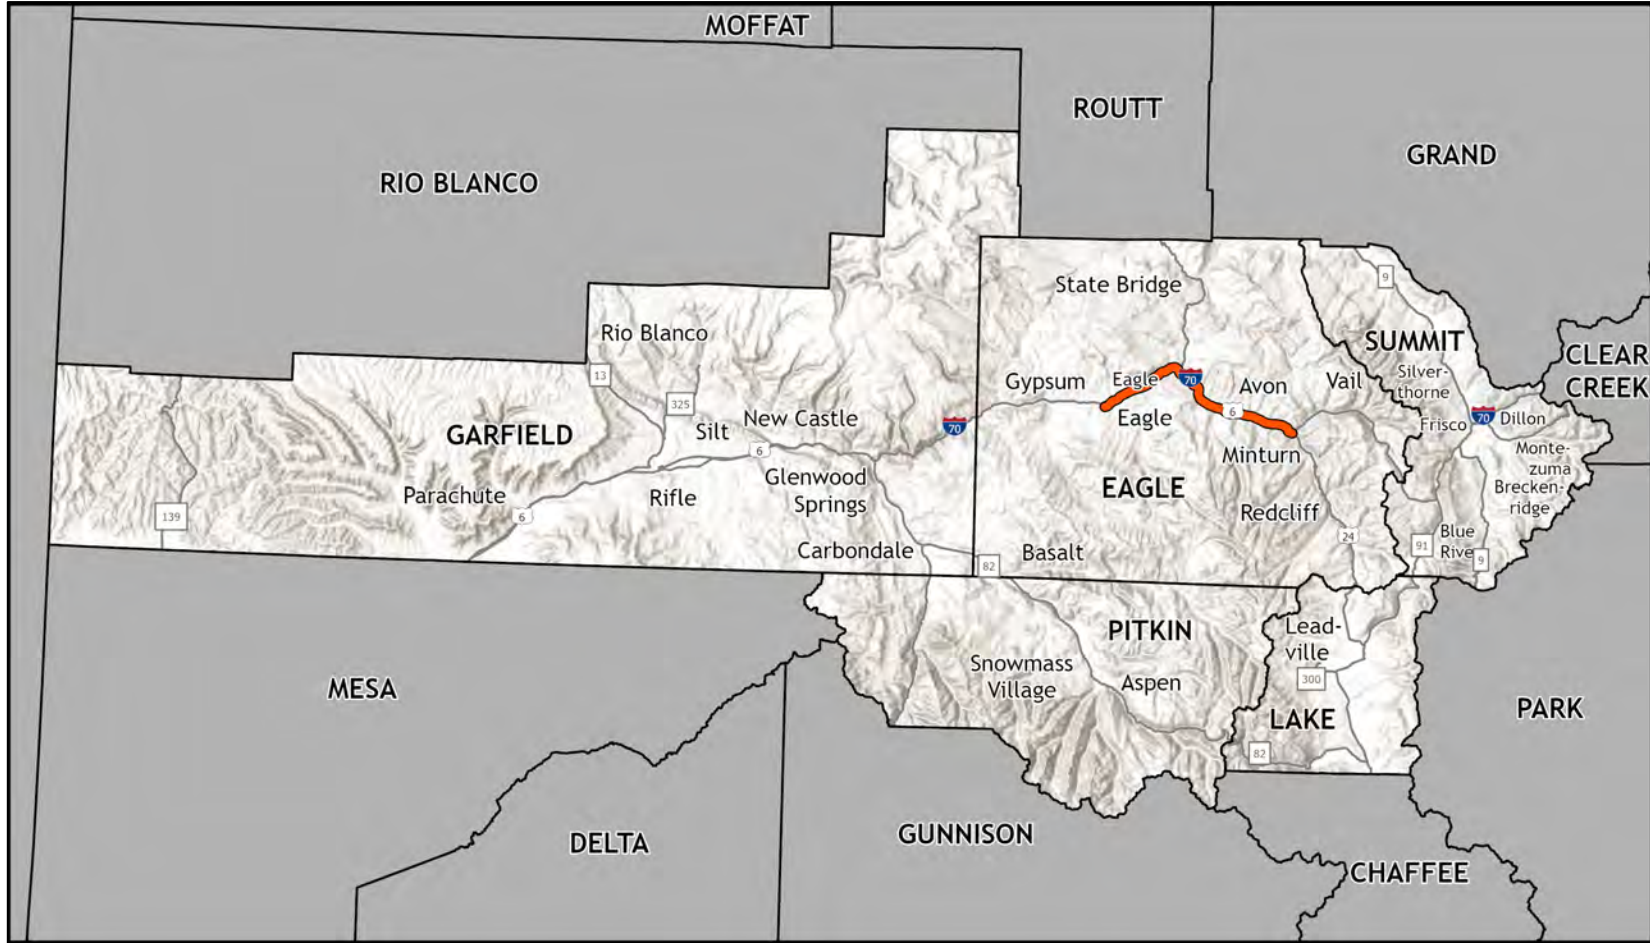 MOFFAT
ROUTT
GRAND
RIO BLANCO
State Bridge
9
Rio Blanco
SUMMIT
CLEAR
CREEK
13
Gypsum
Eagle
70
Avon
Vail
Silver-
thorne
325
New Castle
Eagle
6
70
Dillon
Frisco
GARFIELD
Silt
70
6
Minturn
Monte-
zuma
Glenwood
Springs
EAGLE
Brecken-
ridge
Parachute
Rifle
Redcliff
139
6
24
Blue
River
91
9
Carbondale
82
Basalt
PITKIN
Lead-
ville
Snowmass
Village
Aspen
300
MESA
LAKE
PARK
82
DELTA
GUNNISON
CHAFFEE